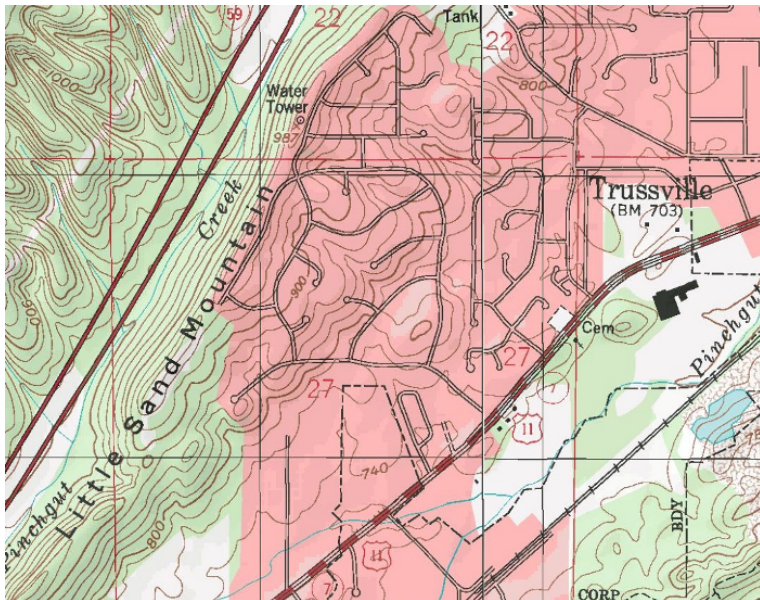 59
22
Tank
22
1000
800
Water
Tower
987
Creek
Trussville
(BM 703)
900
900
Little Sand Mountain
Cem
Pinchgut
27
27
11
740
Pinchgut
800
BDY
11
7
CORP